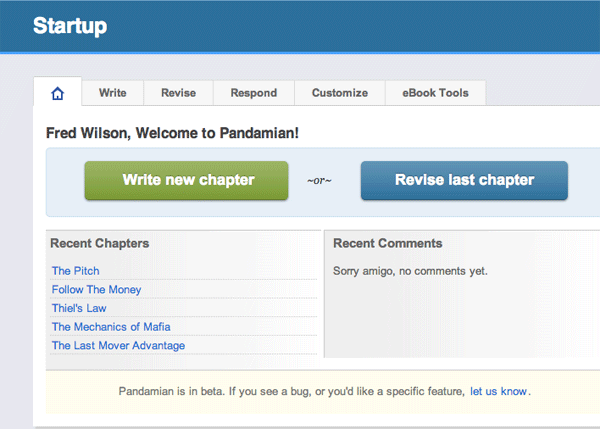 Startup
Write Revise Respond Customize eBook Tools
Fred Wilson, Welcome to Pandamian!
Write new chapter ~or~ Revise last chapter
Recent Chapters
The Pitch
Follow The Money
Thiel's Law
The Mechanics of Mafia
The Last Mover Advantage
Recent Comments
Sorry amigo, no comments yet.
Pandamian is in beta. If you see a bug, or you'd like a specific feature, let us know.